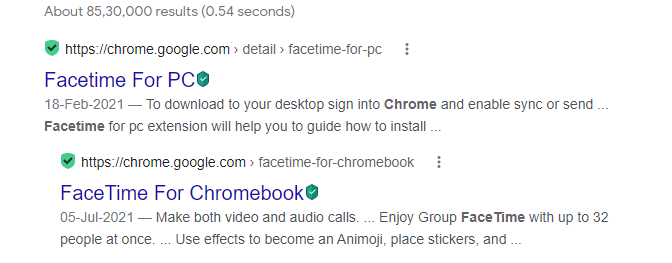 About 85,30,000 results (0.54 seconds)
https://chrome.google.com › detail › facetime-for-pc
Facetime For PC
18-Feb-2021 — To download to your desktop sign into Chrome and enable sync or send ...
Facetime for pc extension will help you to guide how to install ...
https://chrome.google.com › facetime-for-chromebook
FaceTime For Chromebook
05-Jul-2021 — Make both video and audio calls. ... Enjoy Group FaceTime with up to 32
people at once. ... Use effects to become an Animoji, place stickers, and ...